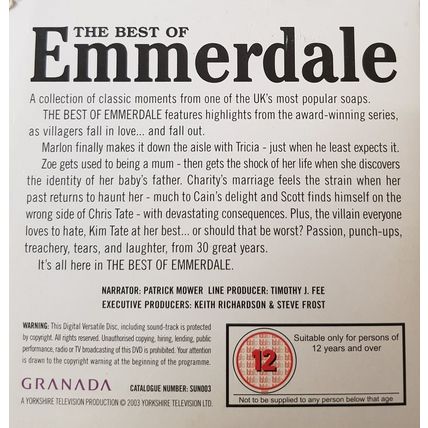 THE BEST OF
Emmerdale
A collection of classic moments from one of the UK's most popular soaps.
THE BEST OF EMMERDALE features highlights from the award-winning series,
as villagers fall in love... and fall out.
Marlon finally makes it down the aisle with Tricia - just when he least expects it.
Zoe gets used to being a mum - then gets the shock of her life when she discovers
the identity of her baby's father. Charity's marriage feels the strain when her
past returns to haunt her - much to Cain's delight and Scott finds himself on the
wrong side of Chris Tate - with devastating consequences. Plus, the villain everyone
loves to hate, Kim Tate at her best... or should that be worst? Passion, punch-ups,
treachery, tears, and laughter, from 30 great years.
It's all here in THE BEST OF EMMERDALE.
NARRATOR: PATRICK MOWER LINE PRODUCER: TIMOTHY J. FEE
EXECUTIVE PRODUCERS: KEITH RICHARDSON & STEVE FROST
WARNING: This Digital Versatile Disc, including sound-track is protected
by copyright. All rights reserved. Unauthorised copying, hiring, lending, public
performance, radio or TV broadcasting of this DVD is prohibited. Your attention
is drawn to the copyright warning at the beginning of the programme.
GRANADA CATALOGUE NUMBER: SUN003
A YORKSHIRE TELEVISION PRODUCTION © 2003 YORKSHIRE TELEVISION LTD.
12
Suitable only for persons of
12 years and over
Not to be supplied to any person below that age